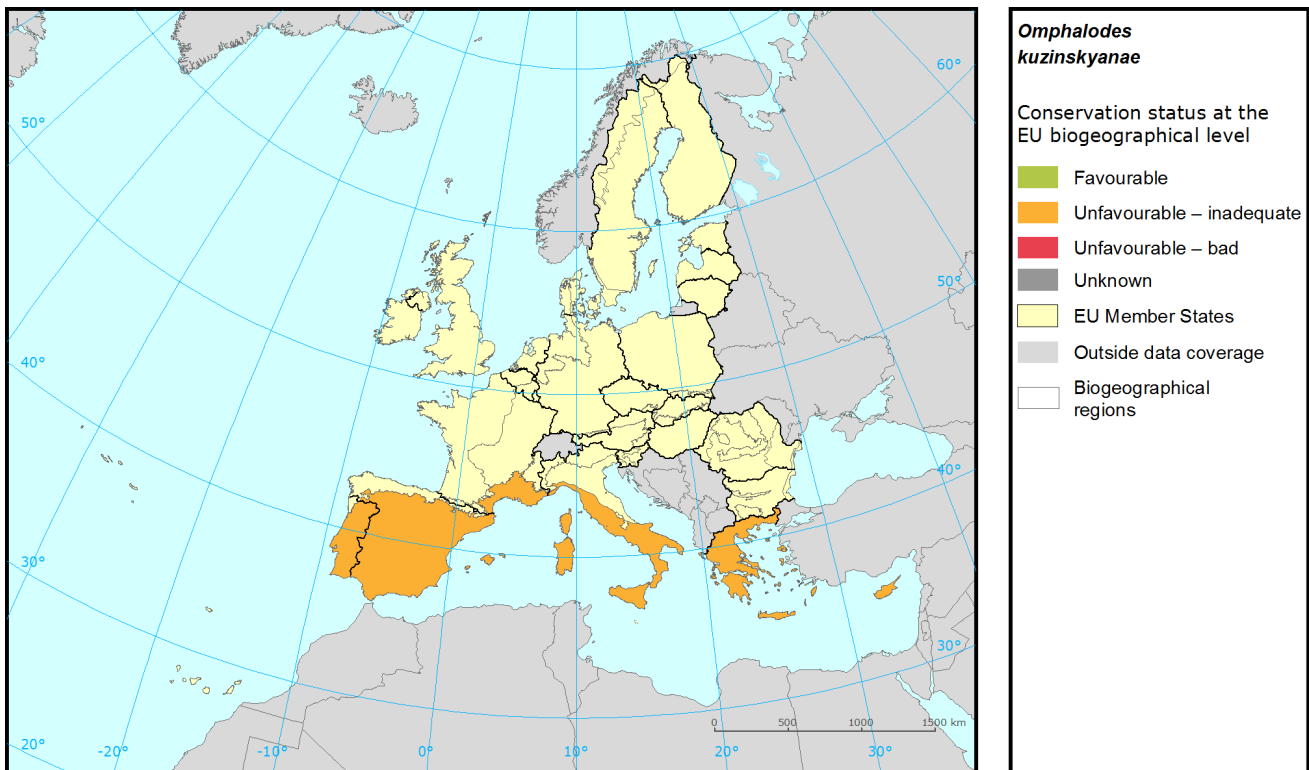 60°
50°
50°
40°
40°
30°
30°
0 500 1000 1500 km
20° -20° -10° 0° 10° 20° 30°
Omphalodes
kuzinskyanae
Conservation status at the
EU biogeographical level
Favourable
Unfavourable – inadequate
Unfavourable – bad
Unknown
EU Member States
Outside data coverage
Biogeographical
regions